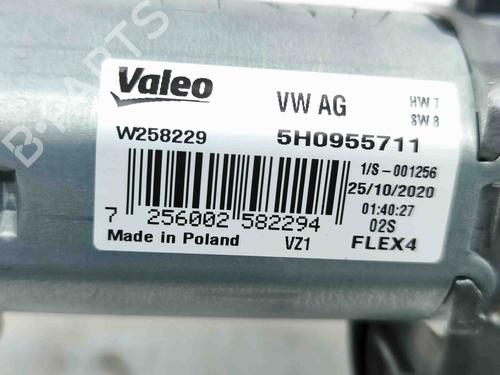 B-PARTS
Valeo VW AG HW 7
SW 8
W258229 5H0955711
1/S -001256
25/10/2020
01:40:27
7 256002 582294 02S
Made in Poland VZ1 FLEX4